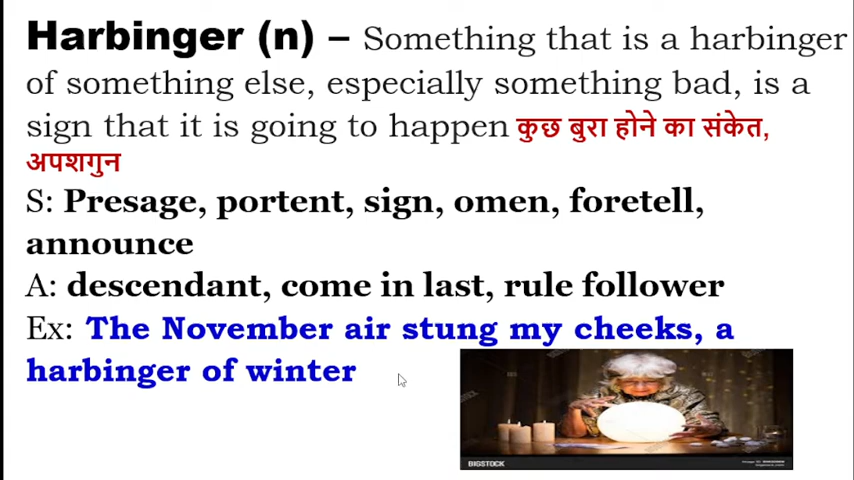 Harbinger (n) – Something that is a harbinger
of something else, especially something bad, is a
sign that it is going to happen कुछ बुरा होने का संकेत,
अपशगुन
S: Presage, portent, sign, omen, foretell,
announce
A: descendant, come in last, rule follower
Ex: The November air stung my cheeks, a
harbinger of winter
BIGSTOCK